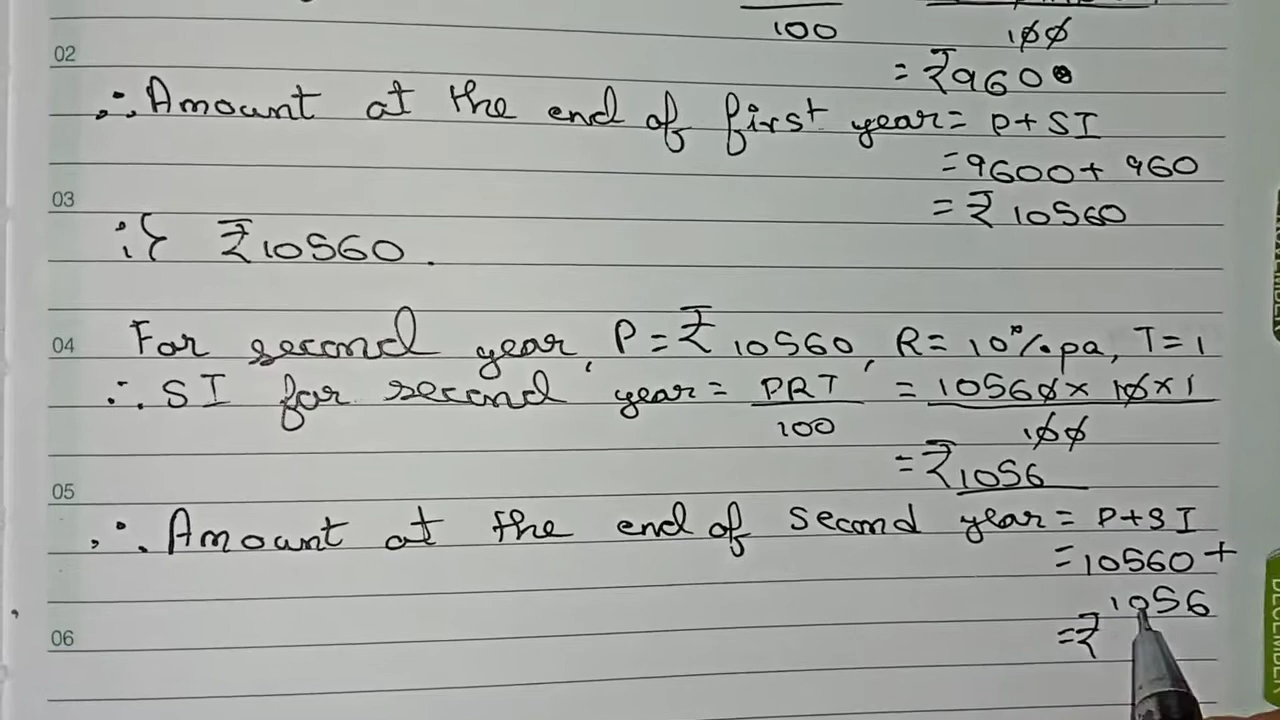 100 100
02
= ₹960
∴ Amount at the end of first year = P + SI
= 9600 + 960
03
= ₹ 10560
i} ₹10560.
04
For second year, P = ₹ 10560, R = 10% pa, T = 1
∴ SI for second year = PRT/100 = 10560 x 10 x 1/100
= ₹1056
05
∴ Amount at the end of second year = P + SI
= 10560 +
1056
06
= ₹
DECEMBER